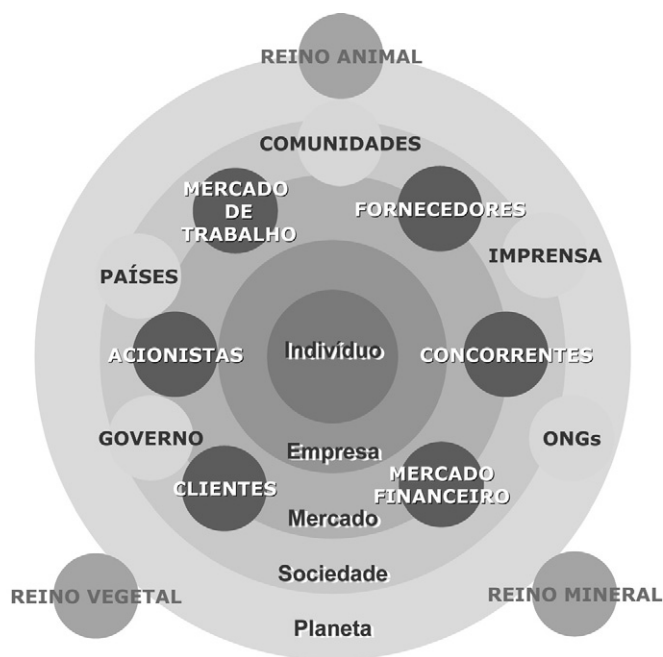 REINO ANIMAL
COMUNIDADES
MERCADO
DE
TRABALHO
FORNECEDORES
IMPRENSA
PAÍSES
Indivíduo
ACIONISTAS
CONCORRENTES
GOVERNO
ONGs
Empresa
CLIENTES
MERCADO
FINANCEIRO
Mercado
Sociedade
REINO VEGETAL
REINO MINERAL
Planeta